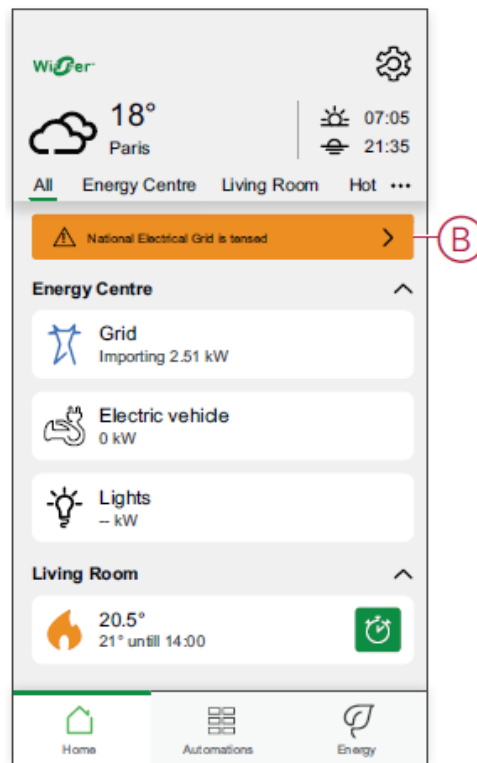 Wiser
18°
Paris
07:05
21:35
All Energy Centre Living Room Hot ...
National Electrical Grid is tensed
B
Energy Centre
Grid
Importing 2.51 kW
Electric vehicle
0 kW
Lights
-- kW
Living Room
20.5°
21° untill 14:00
Home Automations Energy